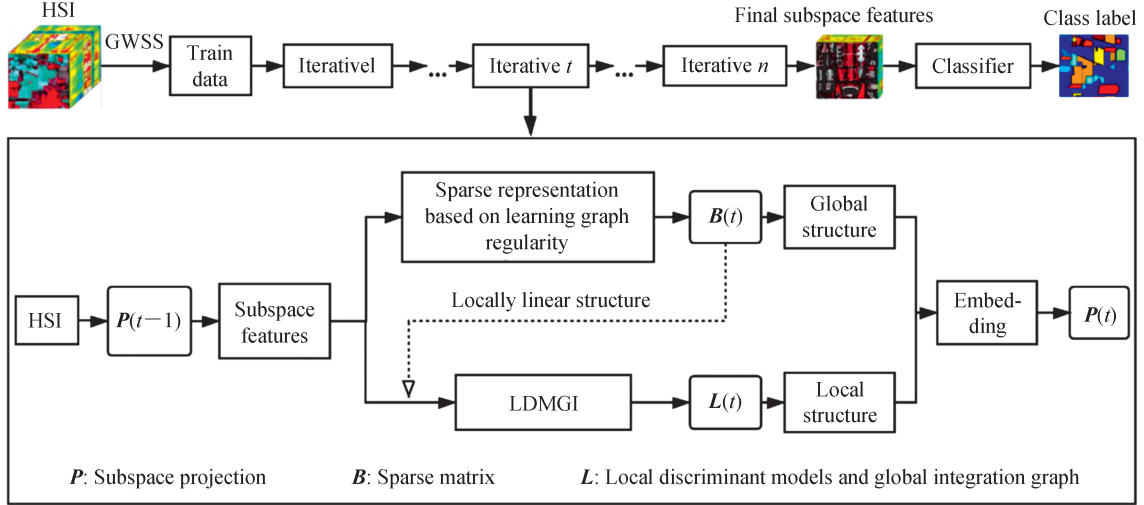 HSI
GWSS
Train
data
Iterativel
...
Iterative t
...
Iterative n
Final subspace features
Classifier
Class label
HSI
P(t−1)
Subspace
features
Sparse representation
based on learning graph
regularity
B(t)
Global
structure
Locally linear structure
LDMGI
L(t)
Local
structure
Embed-
ding
P(t)
P: Subspace projection
B: Sparse matrix
L: Local discriminant models and global integration graph